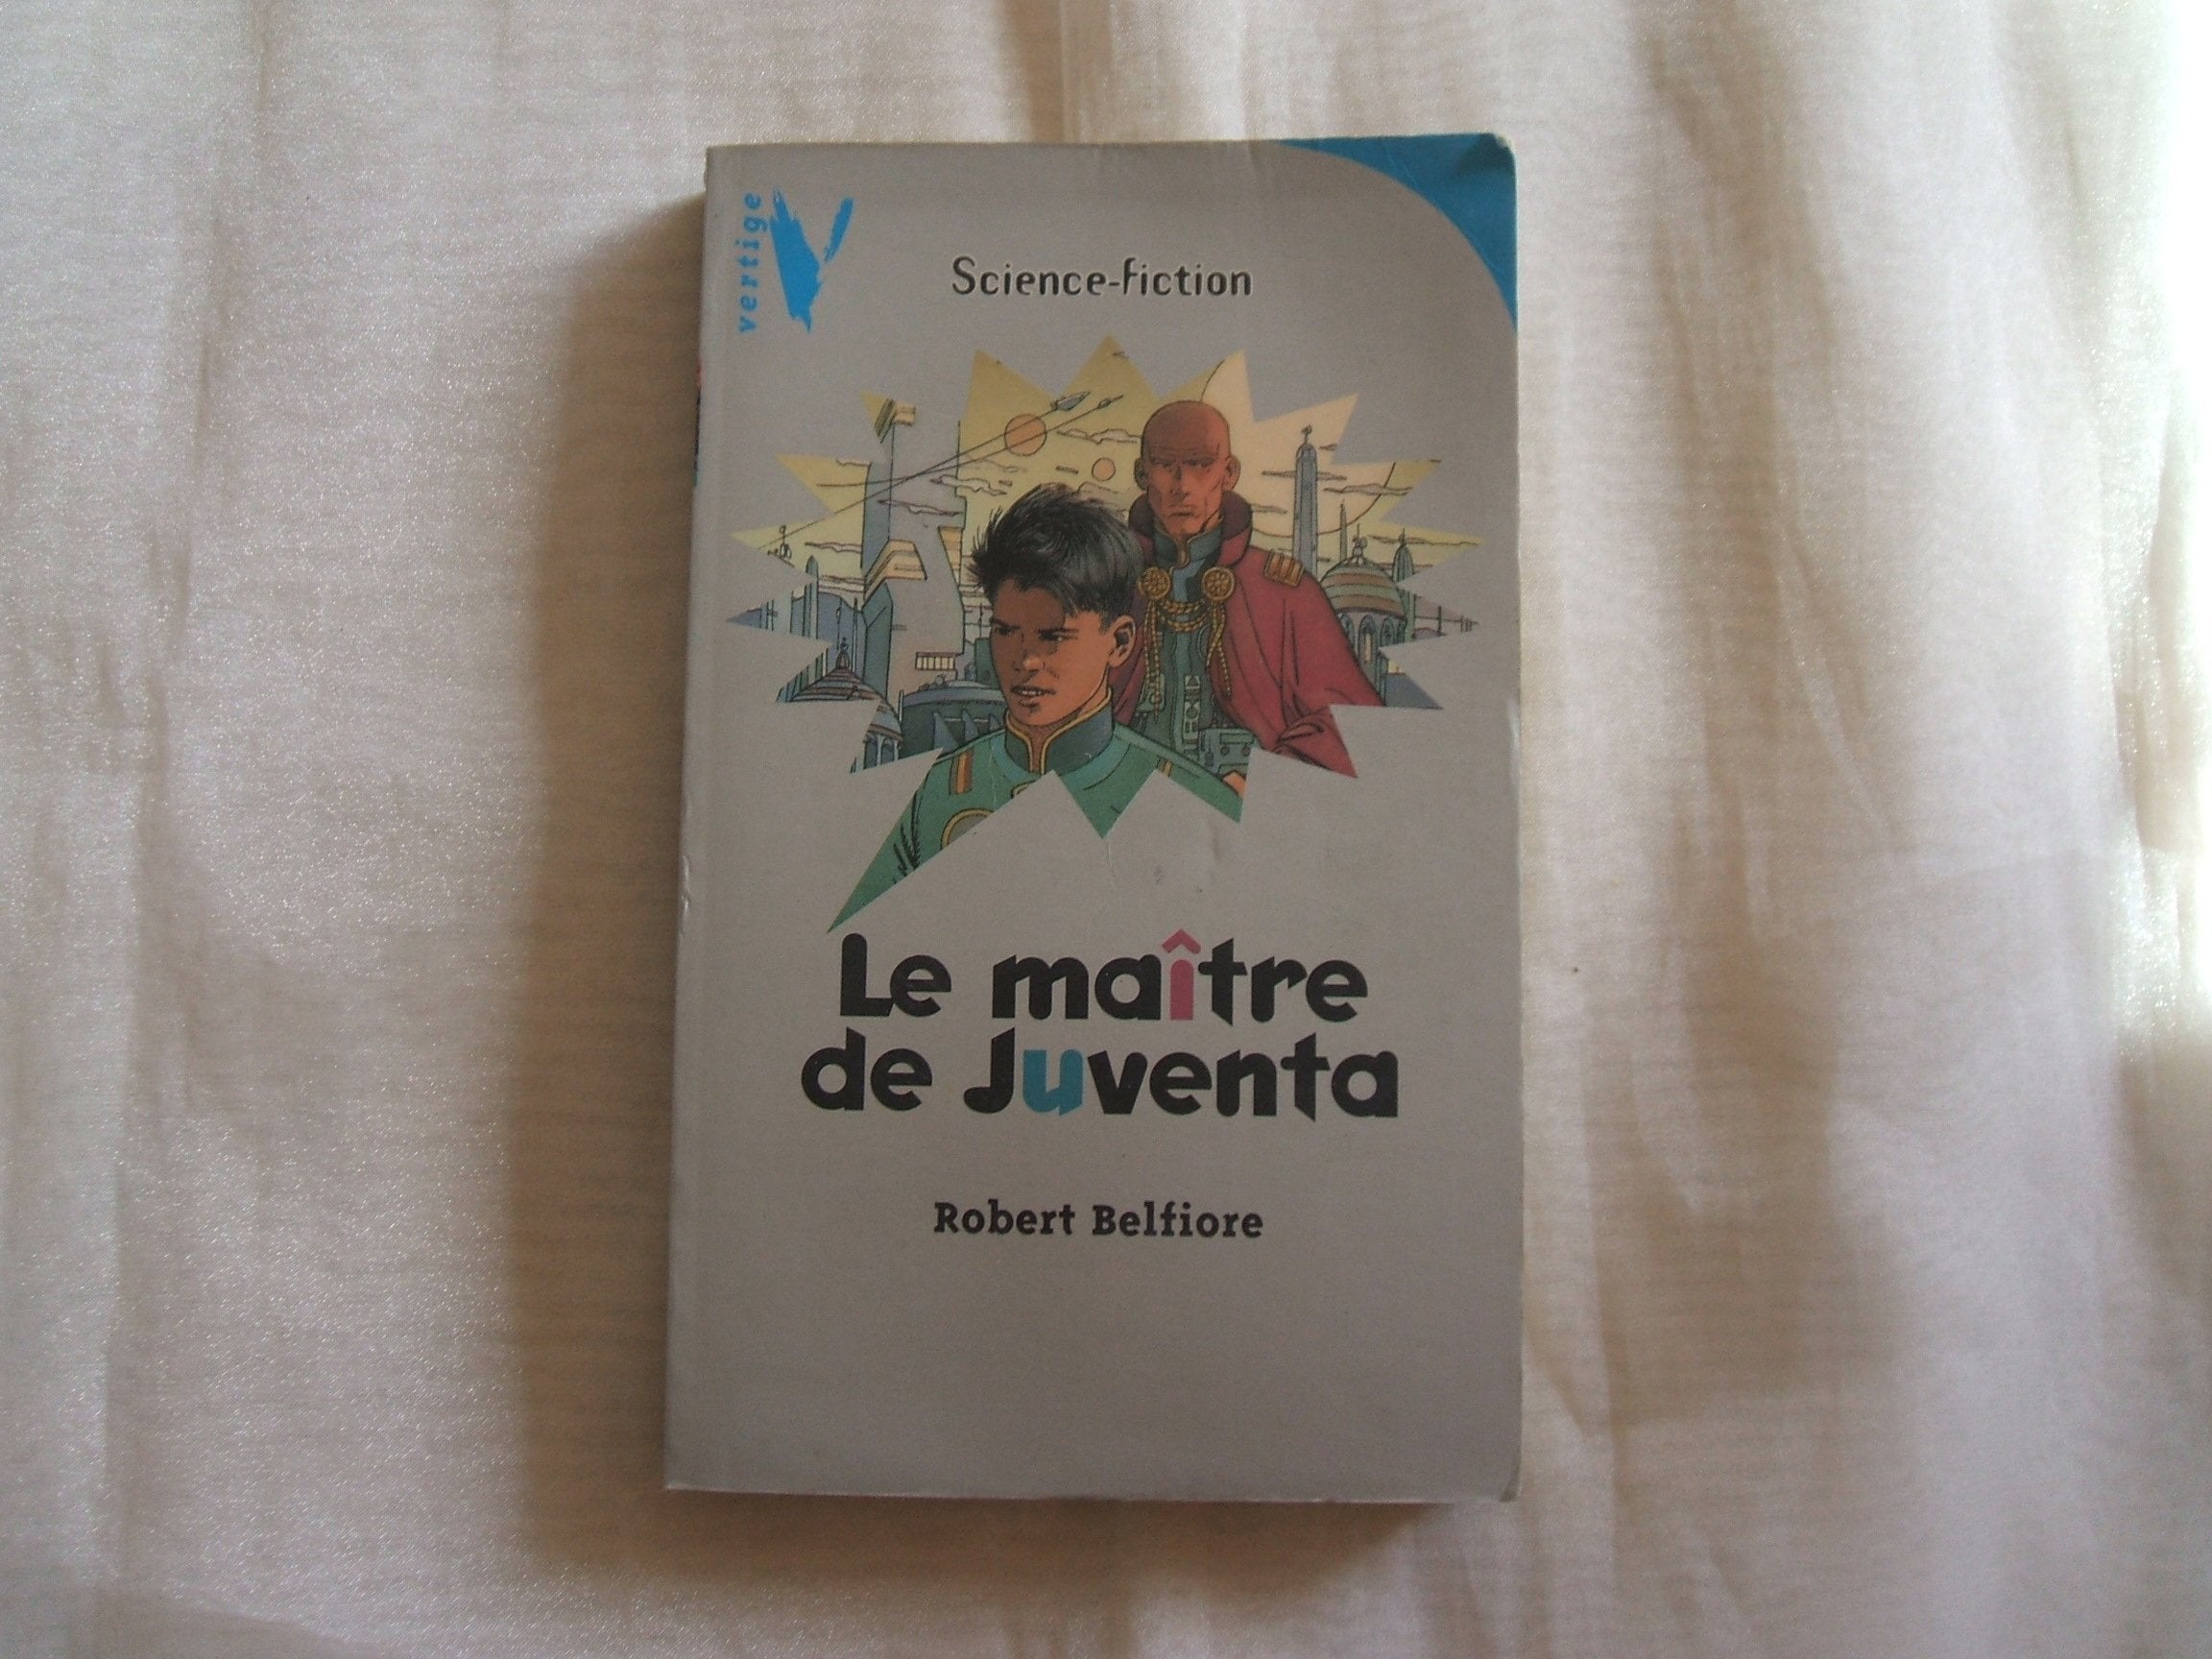 vertige
Science-fiction
Le maître
de Juventa
Robert Belfiore